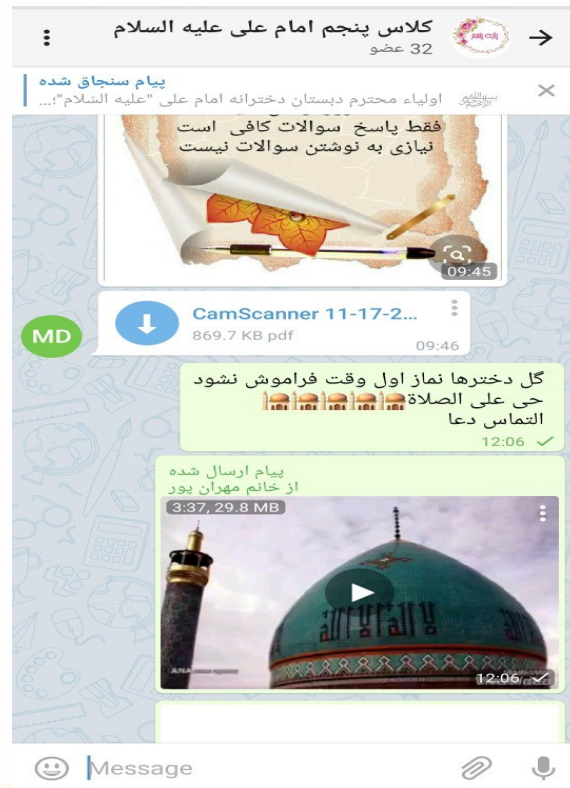 کلاس پنجم امام علی علیه السلام
32 عضو
پیام سنجاق شده
اولیاء محترم دبستان دخترانه امام علی "علیه السّلام"؛...
فقط پاسخ سوالات کافی است
نیازی به نوشتن سوالات نیست
09:45
MD
CamScanner 11-17-2...
869.7 KB pdf
09:46
گل دخترها نماز اول وقت فراموش نشود
حی علی الصلاة
التماس دعا
12:06
پیام ارسال شده
از خانم مهران پور
3:37, 29.8 MB
12:06
Message